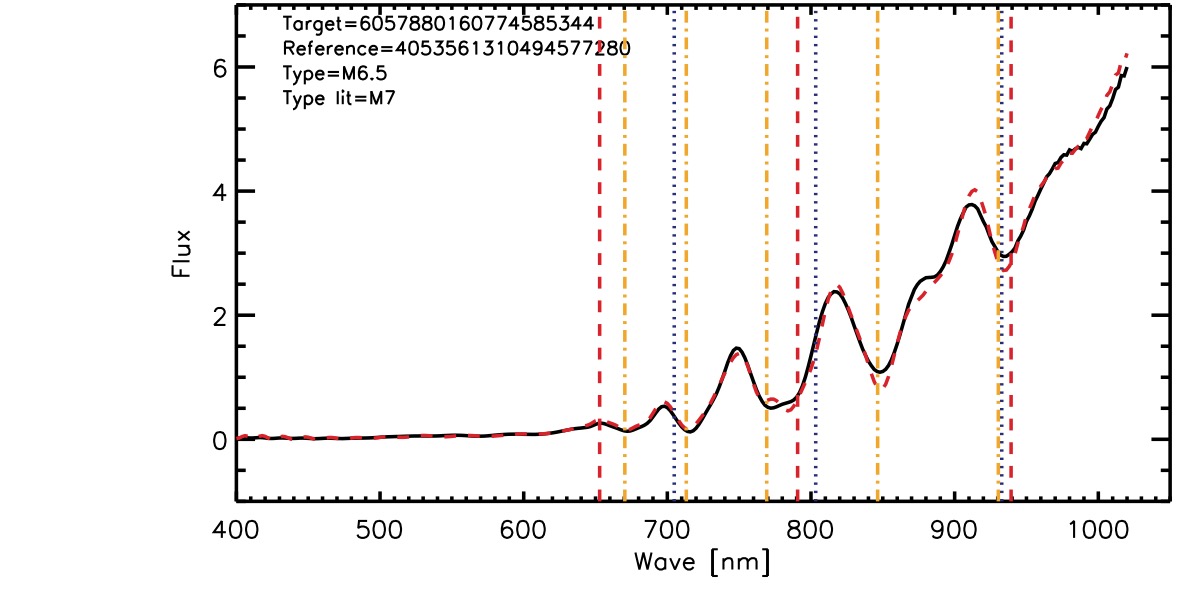 Target=6057880160774585344
Reference=4053561310494577280
Type=M6.5
Type lit=M7
6
4
2
0
Flux
400 500 600 700 800 900 1000
Wave [nm]